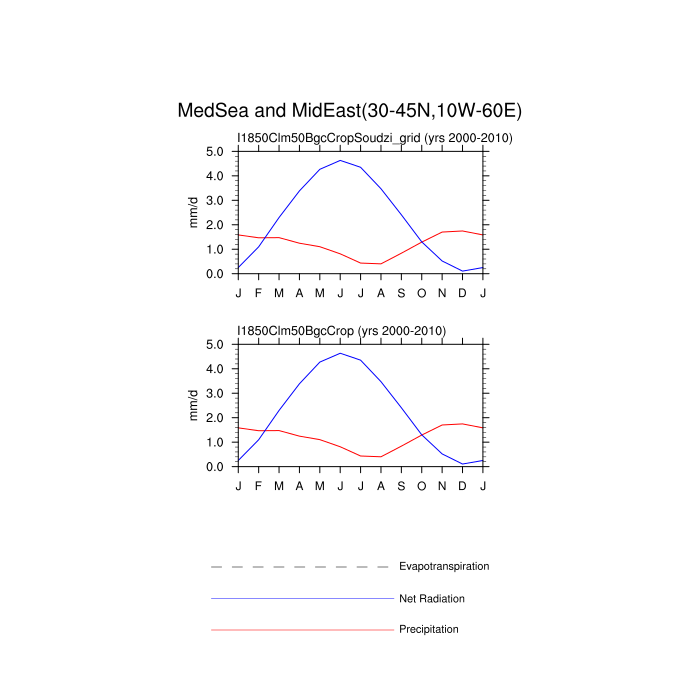 MedSea and MidEast(30-45N,10W-60E)
I1850Clm50BgcCropSoudzi_grid (yrs 2000-2010)
5.0
4.0
3.0
2.0
1.0
0.0
mm/d
J F M A M J J A S O N D J
I1850Clm50BgcCrop (yrs 2000-2010)
5.0
4.0
3.0
2.0
1.0
0.0
mm/d
J F M A M J J A S O N D J
Evapotranspiration
Net Radiation
Precipitation